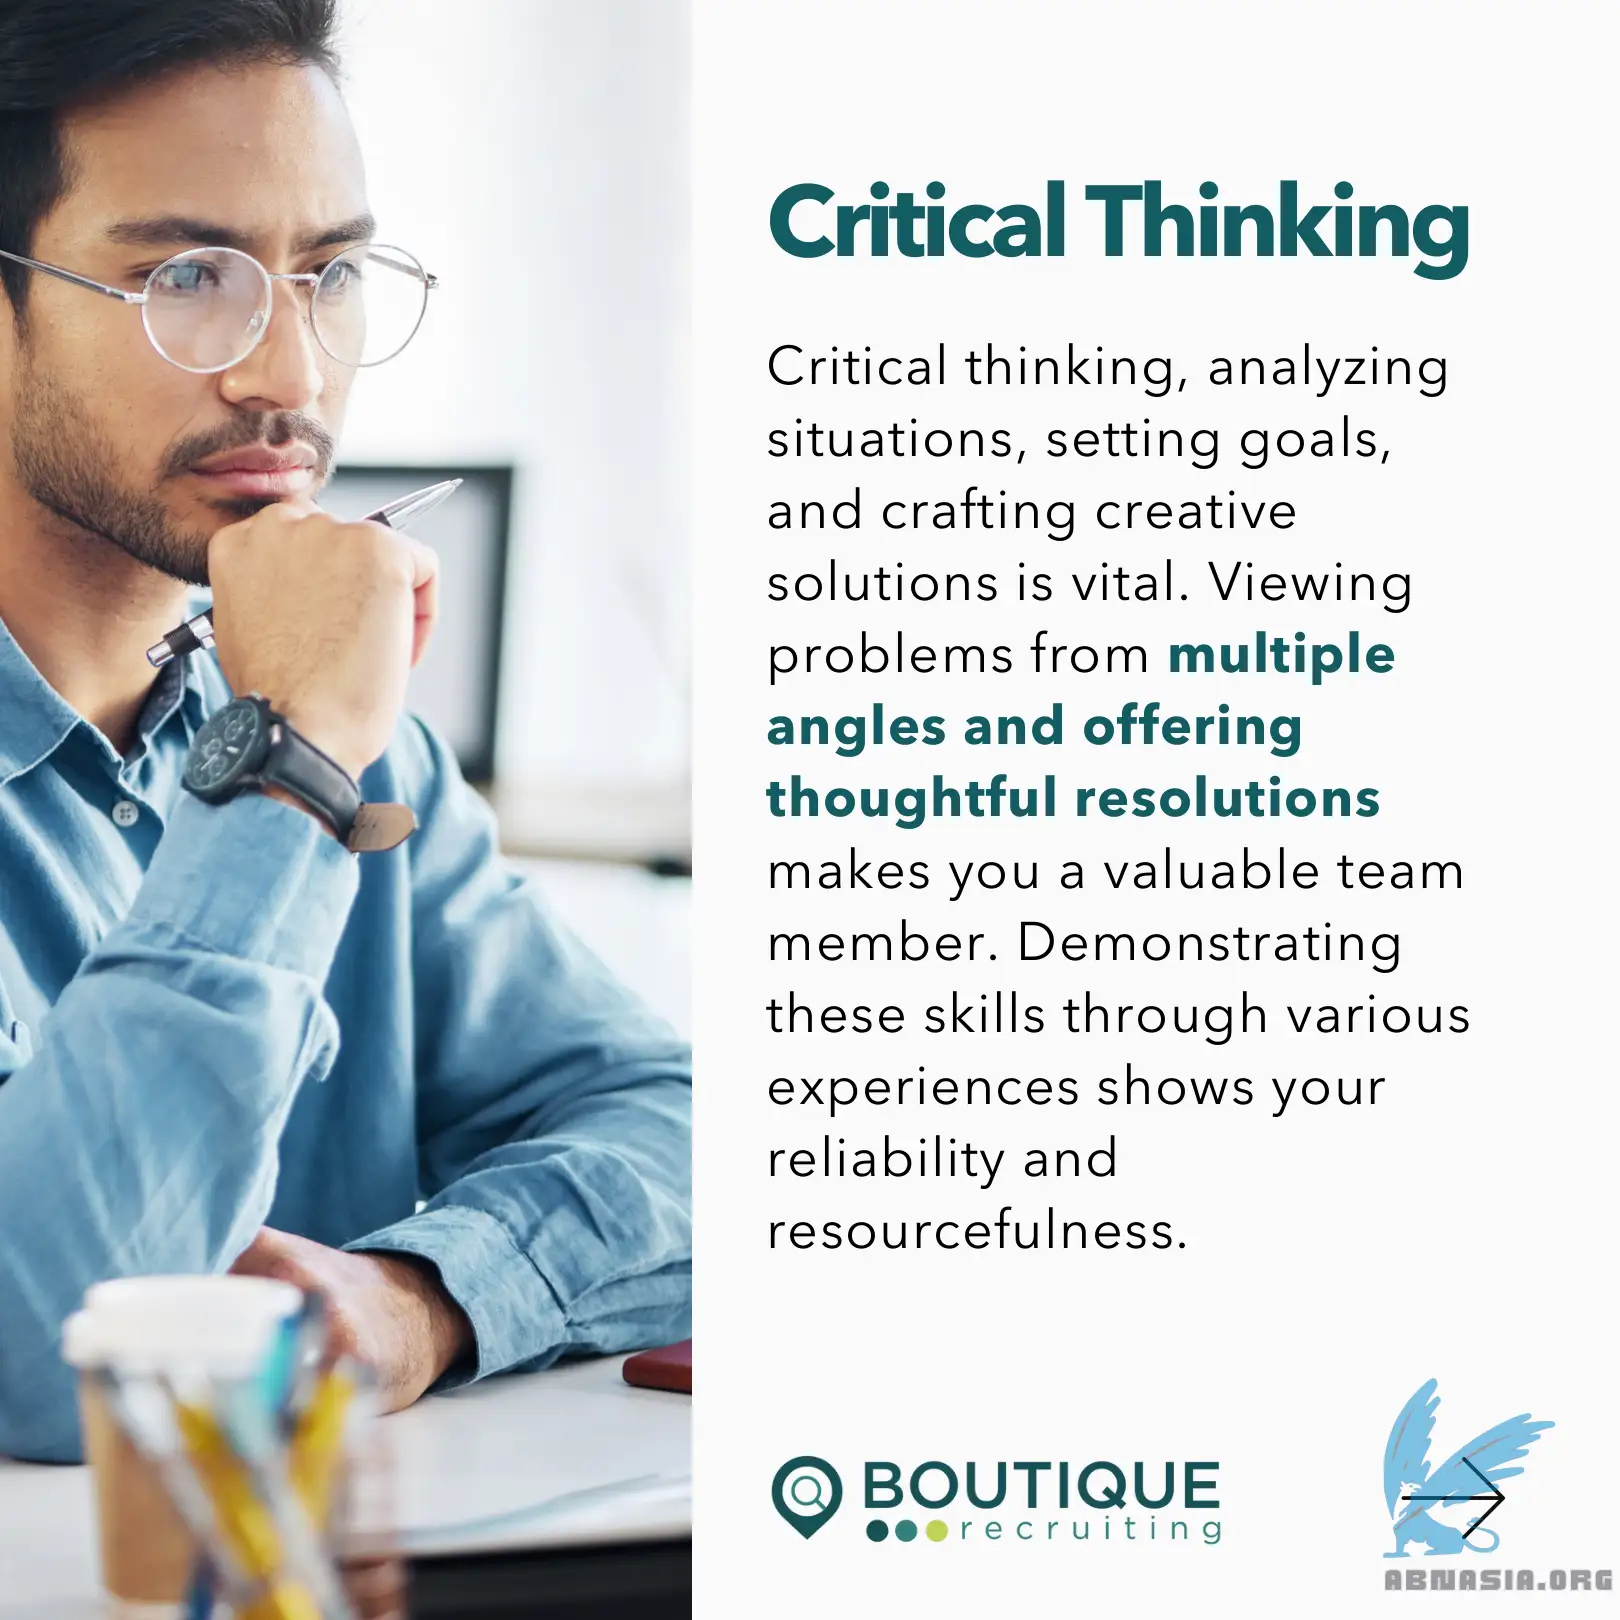 Critical Thinking
Critical thinking, analyzing
situations, setting goals,
and crafting creative
solutions is vital. Viewing
problems from multiple
angles and offering
thoughtful resolutions
makes you a valuable team
member. Demonstrating
these skills through various
experiences shows your
reliability and
resourcefulness.
BOUTIQUE
recruiting
ABNASIA.ORG